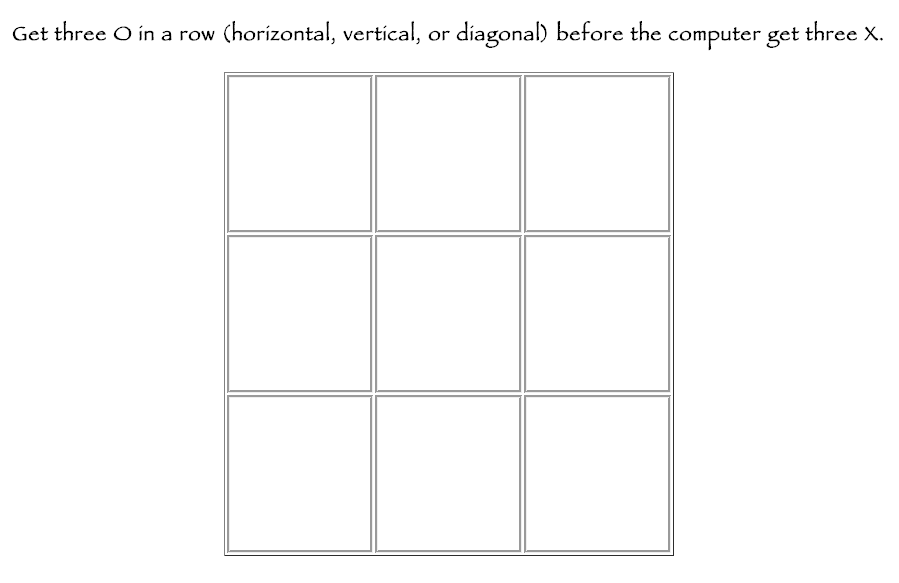 Get three O in a row (horizontal, vertical, or diagonal) before the computer get three X.